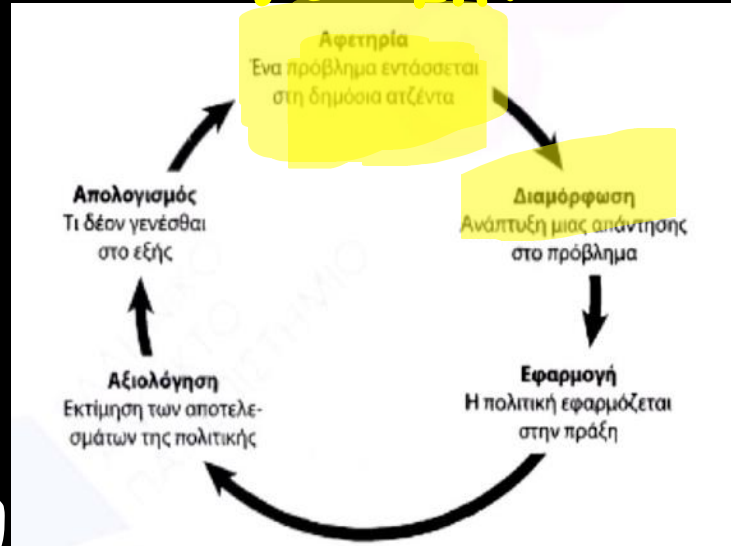 Αφετηρία
Ένα πρόβλημα εντάσσεται
στη δημόσια ατζέντα
Διαμόρφωση
Ανάπτυξη μιας απάντησης
στο πρόβλημα
Εφαρμογή
Η πολιτική εφαρμόζεται
στην πράξη
Αξιολόγηση
Εκτίμηση των αποτελε-
σμάτων της πολιτικής
Απολογισμός
Τι δέον γενέσθαι
στο εξής